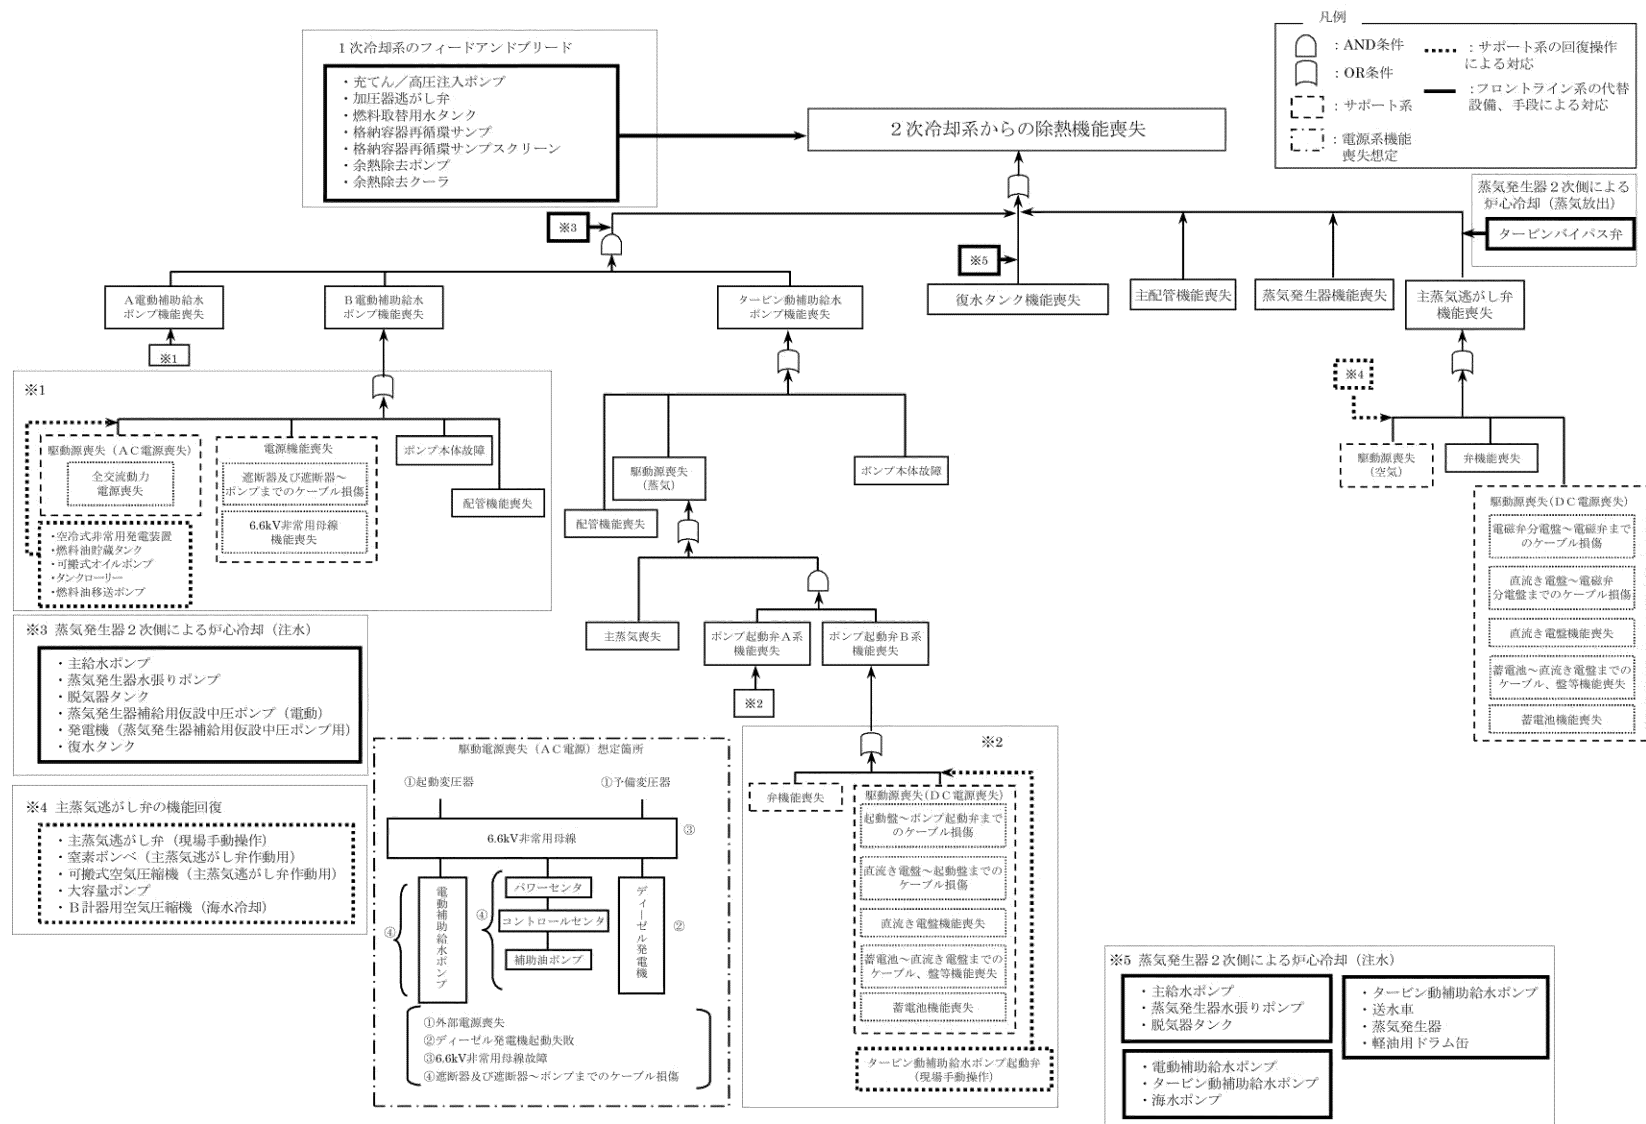 1次冷却系のフィードアンドブリード
・充てん／高圧注入ポンプ
・加圧器逃がし弁
・燃料取替用水タンク
・格納容器再循環サンプ
・格納容器再循環サンプスクリーン
・余熱除去ポンプ
・余熱除去クーラ
2次冷却系からの除熱機能喪失
凡例
：AND条件
：OR条件
：サポート系
：電源系機能
喪失想定
：サポート系の回復操作
による対応
：フロントライン系の代替
設備、手段による対応
蒸気発生器2次側による
炉心冷却（蒸気放出）
タービンバイパス弁
※3
※5
A電動補助給水
ポンプ機能喪失
B電動補助給水
ポンプ機能喪失
タービン動補助給水
ポンプ機能喪失
復水タンク機能喪失
主配管機能喪失
蒸気発生器機能喪失
主蒸気逃がし弁
機能喪失
※1
※1
駆動源喪失（AC電源喪失）
全交流動力
電源喪失
・空冷式非常用発電装置
・燃料油貯蔵タンク
・可搬式オイルポンプ
・タンクローリー
・燃料油移送ポンプ
電源機能喪失
遮断器及び遮断器～
ポンプまでのケーブル損傷
6.6kV非常用母線
機能喪失
ポンプ本体故障
配管機能喪失
配管機能喪失
駆動源喪失
（蒸気）
ポンプ本体故障
主蒸気喪失
ポンプ起動弁A系
機能喪失
ポンプ起動弁B系
機能喪失
※2
※4
駆動源喪失
（空気）
弁機能喪失
駆動源喪失（DC電源喪失）
電磁弁分電盤～電磁弁まで
のケーブル損傷
直流き電盤～電磁弁
分電盤までのケーブル損傷
直流き電盤機能喪失
蓄電池～直流き電盤までの
ケーブル、盤等機能喪失
蓄電池機能喪失
※3 蒸気発生器2次側による炉心冷却（注水）
・主給水ポンプ
・蒸気発生器水張りポンプ
・脱気器タンク
・蒸気発生器補給用仮設中圧ポンプ（電動）
・発電機（蒸気発生器補給用仮設中圧ポンプ用）
・復水タンク
※4 主蒸気逃がし弁の機能回復
・主蒸気逃がし弁（現場手動操作）
・窒素ボンベ（主蒸気逃がし弁作動用）
・可搬式空気圧縮機（主蒸気逃がし弁作動用）
・大容量ポンプ
・B計器用空気圧縮機（海水冷却）
駆動電源喪失（AC電源）想定箇所
①起動変圧器
①予備変圧器
6.6kV非常用母線
③
④
電動補助給水ポンプ
④
パワーセンタ
コントロールセンタ
補助油ポンプ
ディーゼル発電機
②
①外部電源喪失
②ディーゼル発電機起動失敗
③6.6kV非常用母線故障
④遮断器及び遮断器～ポンプまでのケーブル損傷
※2
弁機能喪失
駆動源喪失（DC電源喪失）
起動盤～ポンプ起動弁まで
のケーブル損傷
直流き電盤～起動盤までの
ケーブル損傷
直流き電盤機能喪失
蓄電池～直流き電盤までの
ケーブル、盤等機能喪失
蓄電池機能喪失
タービン動補助給水ポンプ起動弁
（現場手動操作）
※5 蒸気発生器2次側による炉心冷却（注水）
・主給水ポンプ
・蒸気発生器水張りポンプ
・脱気器タンク
・電動補助給水ポンプ
・タービン動補助給水ポンプ
・海水ポンプ
・タービン動補助給水ポンプ
・送水車
・蒸気発生器
・軽油用ドラム缶